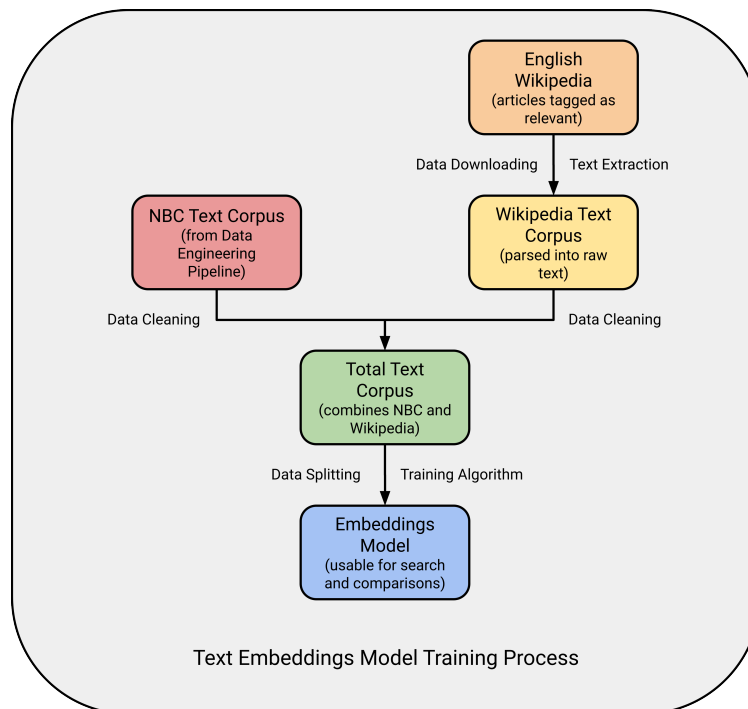 English
Wikipedia
(articles tagged as
relevant)
Data Downloading
Text Extraction
NBC Text Corpus
(from Data
Engineering
Pipeline)
Wikipedia Text
Corpus
(parsed into raw
text)
Data Cleaning
Data Cleaning
Total Text
Corpus
(combines NBC and
Wikipedia)
Data Splitting
Training Algorithm
Embeddings
Model
(usable for search
and comparisons)
Text Embeddings Model Training Process